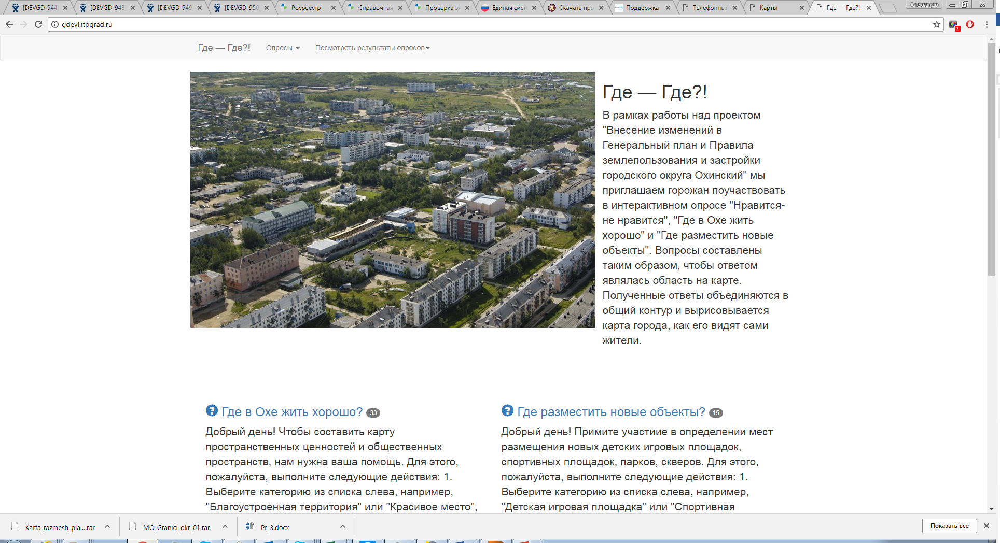 [DEVGD-944]
[DEVGD-948]
[DEVGD-949
[DEVGD-950
Росреестр
Справочная
Проверка эл
Единая сист
Скачать про
Поддержка
Телефонный
Карты
Где — Где?!
Александр
gdevl.itpgrad.ru
Где — Где?!
Опросы
Посмотреть результаты опросов
Где — Где?!
В рамках работы над проектом
"Внесение изменений в
Генеральный план и Правила
землепользования и застройки
городского округа Охинский" мы
приглашаем горожан поучаствовать
в интерактивном опросе "Нравится-
не нравится", "Где в Охе жить
хорошо" и "Где разместить новые
объекты". Вопросы составлены
таким образом, чтобы ответом
являлась область на карте.
Полученные ответы объединяются в
общий контур и вырисовывается
карта города, как его видят сами
жители.
Где в Охе жить хорошо? 33
Добрый день! Чтобы составить карту
пространственных ценностей и общественных
пространств, нам нужна ваша помощь. Для этого,
пожалуйста, выполните следующие действия: 1.
Выберите категорию из списка слева, например,
"Благоустроенная территория" или "Красивое место",
Где разместить новые объекты? 15
Добрый день! Примите участиие в определении мест
размещения новых детских игровых площадок,
спортивных площадок, парков, скверов. Для этого,
пожалуйста, выполните следующие действия: 1.
Выберите категорию из списка слева, например,
"Детская игровая площадка" или "Спортивная
Karta_razmesh_pla....rar
MO_Granici_okr_01.rar
Pr_3.docx
Показать все